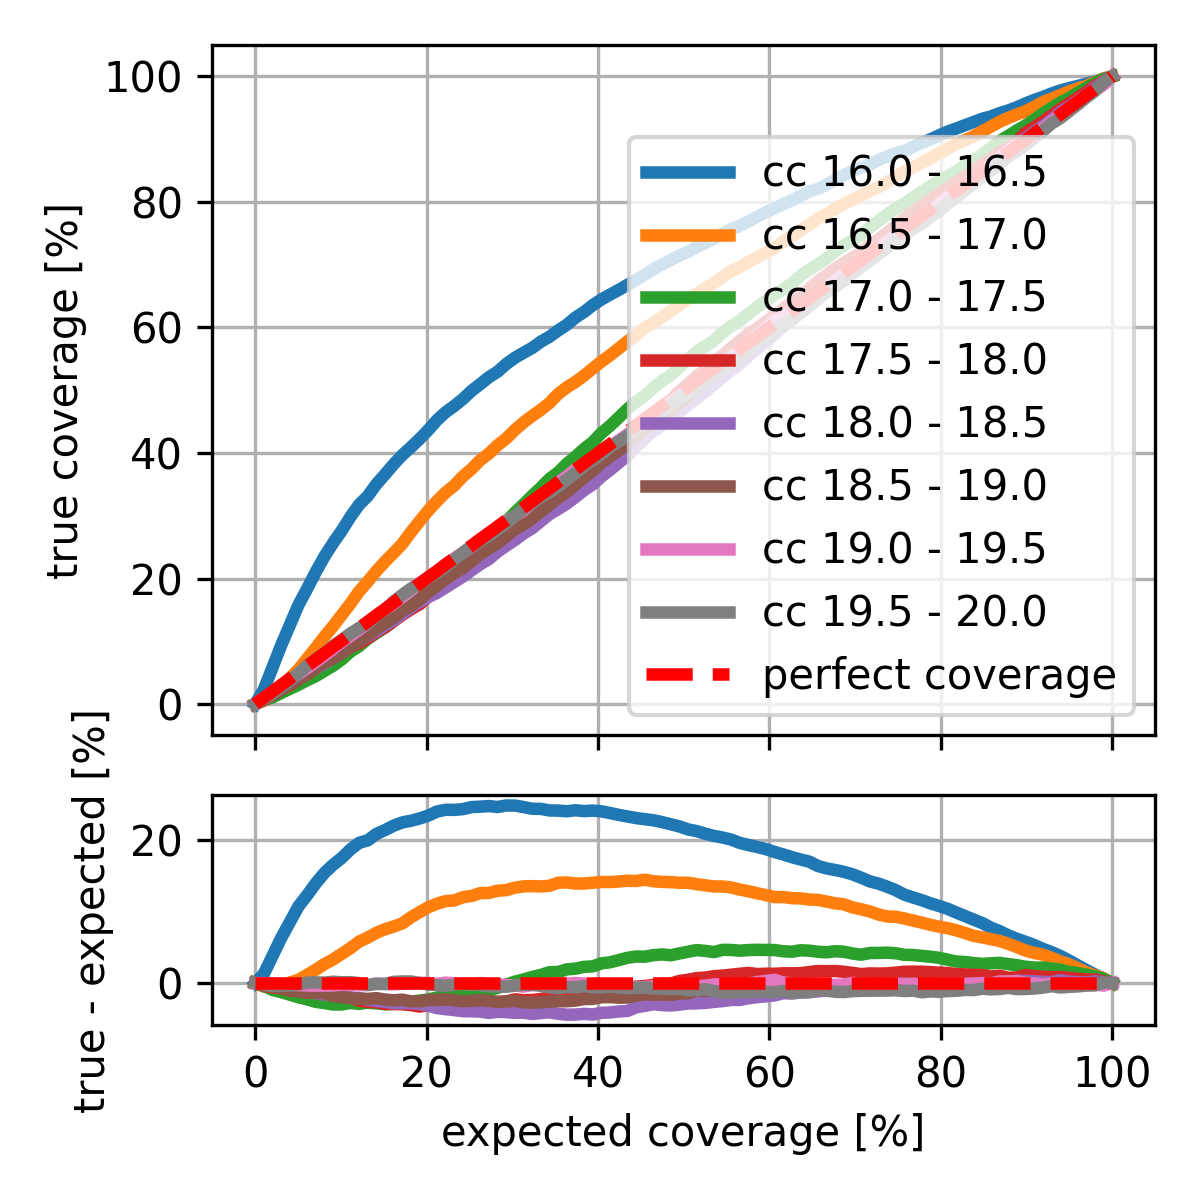 true coverage [%]
100
80
60
40
20
0
cc 16.0 - 16.5
cc 16.5 - 17.0
cc 17.0 - 17.5
cc 17.5 - 18.0
cc 18.0 - 18.5
cc 18.5 - 19.0
cc 19.0 - 19.5
cc 19.5 - 20.0
perfect coverage
true - expected [%]
20
0
0 20 40 60 80 100
expected coverage [%]